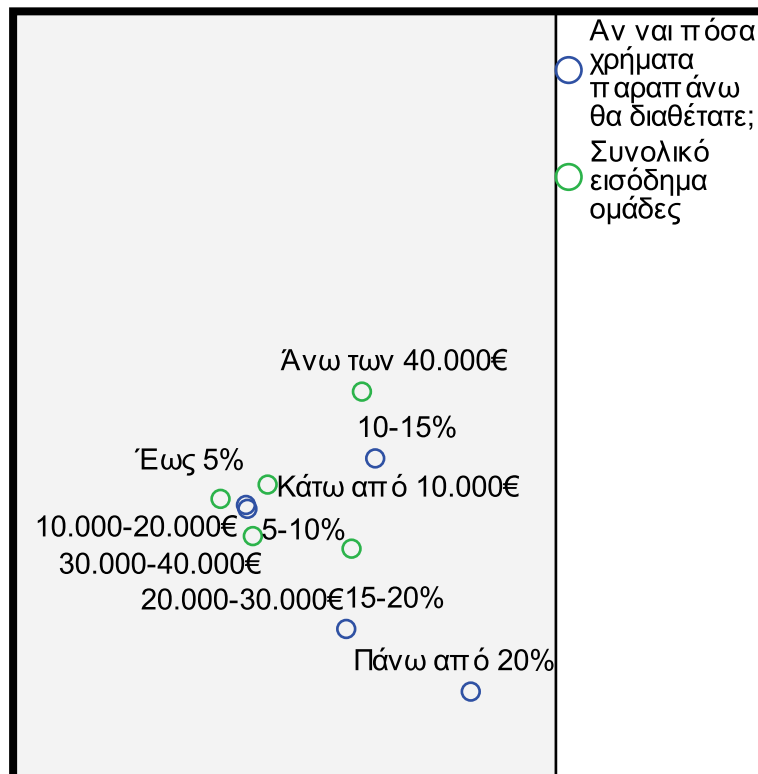 Αν ναι πόσα
χρήματα
παραπάνω
θα διαθέτατε;
Συνολικό
εισόδημα
ομάδες
Άνω των 40.000€
10-15%
Έως 5%
Κάτω από 10.000€
10.000-20.000€
5-10%
30.000-40.000€
20.000-30.000€
15-20%
Πάνω από 20%